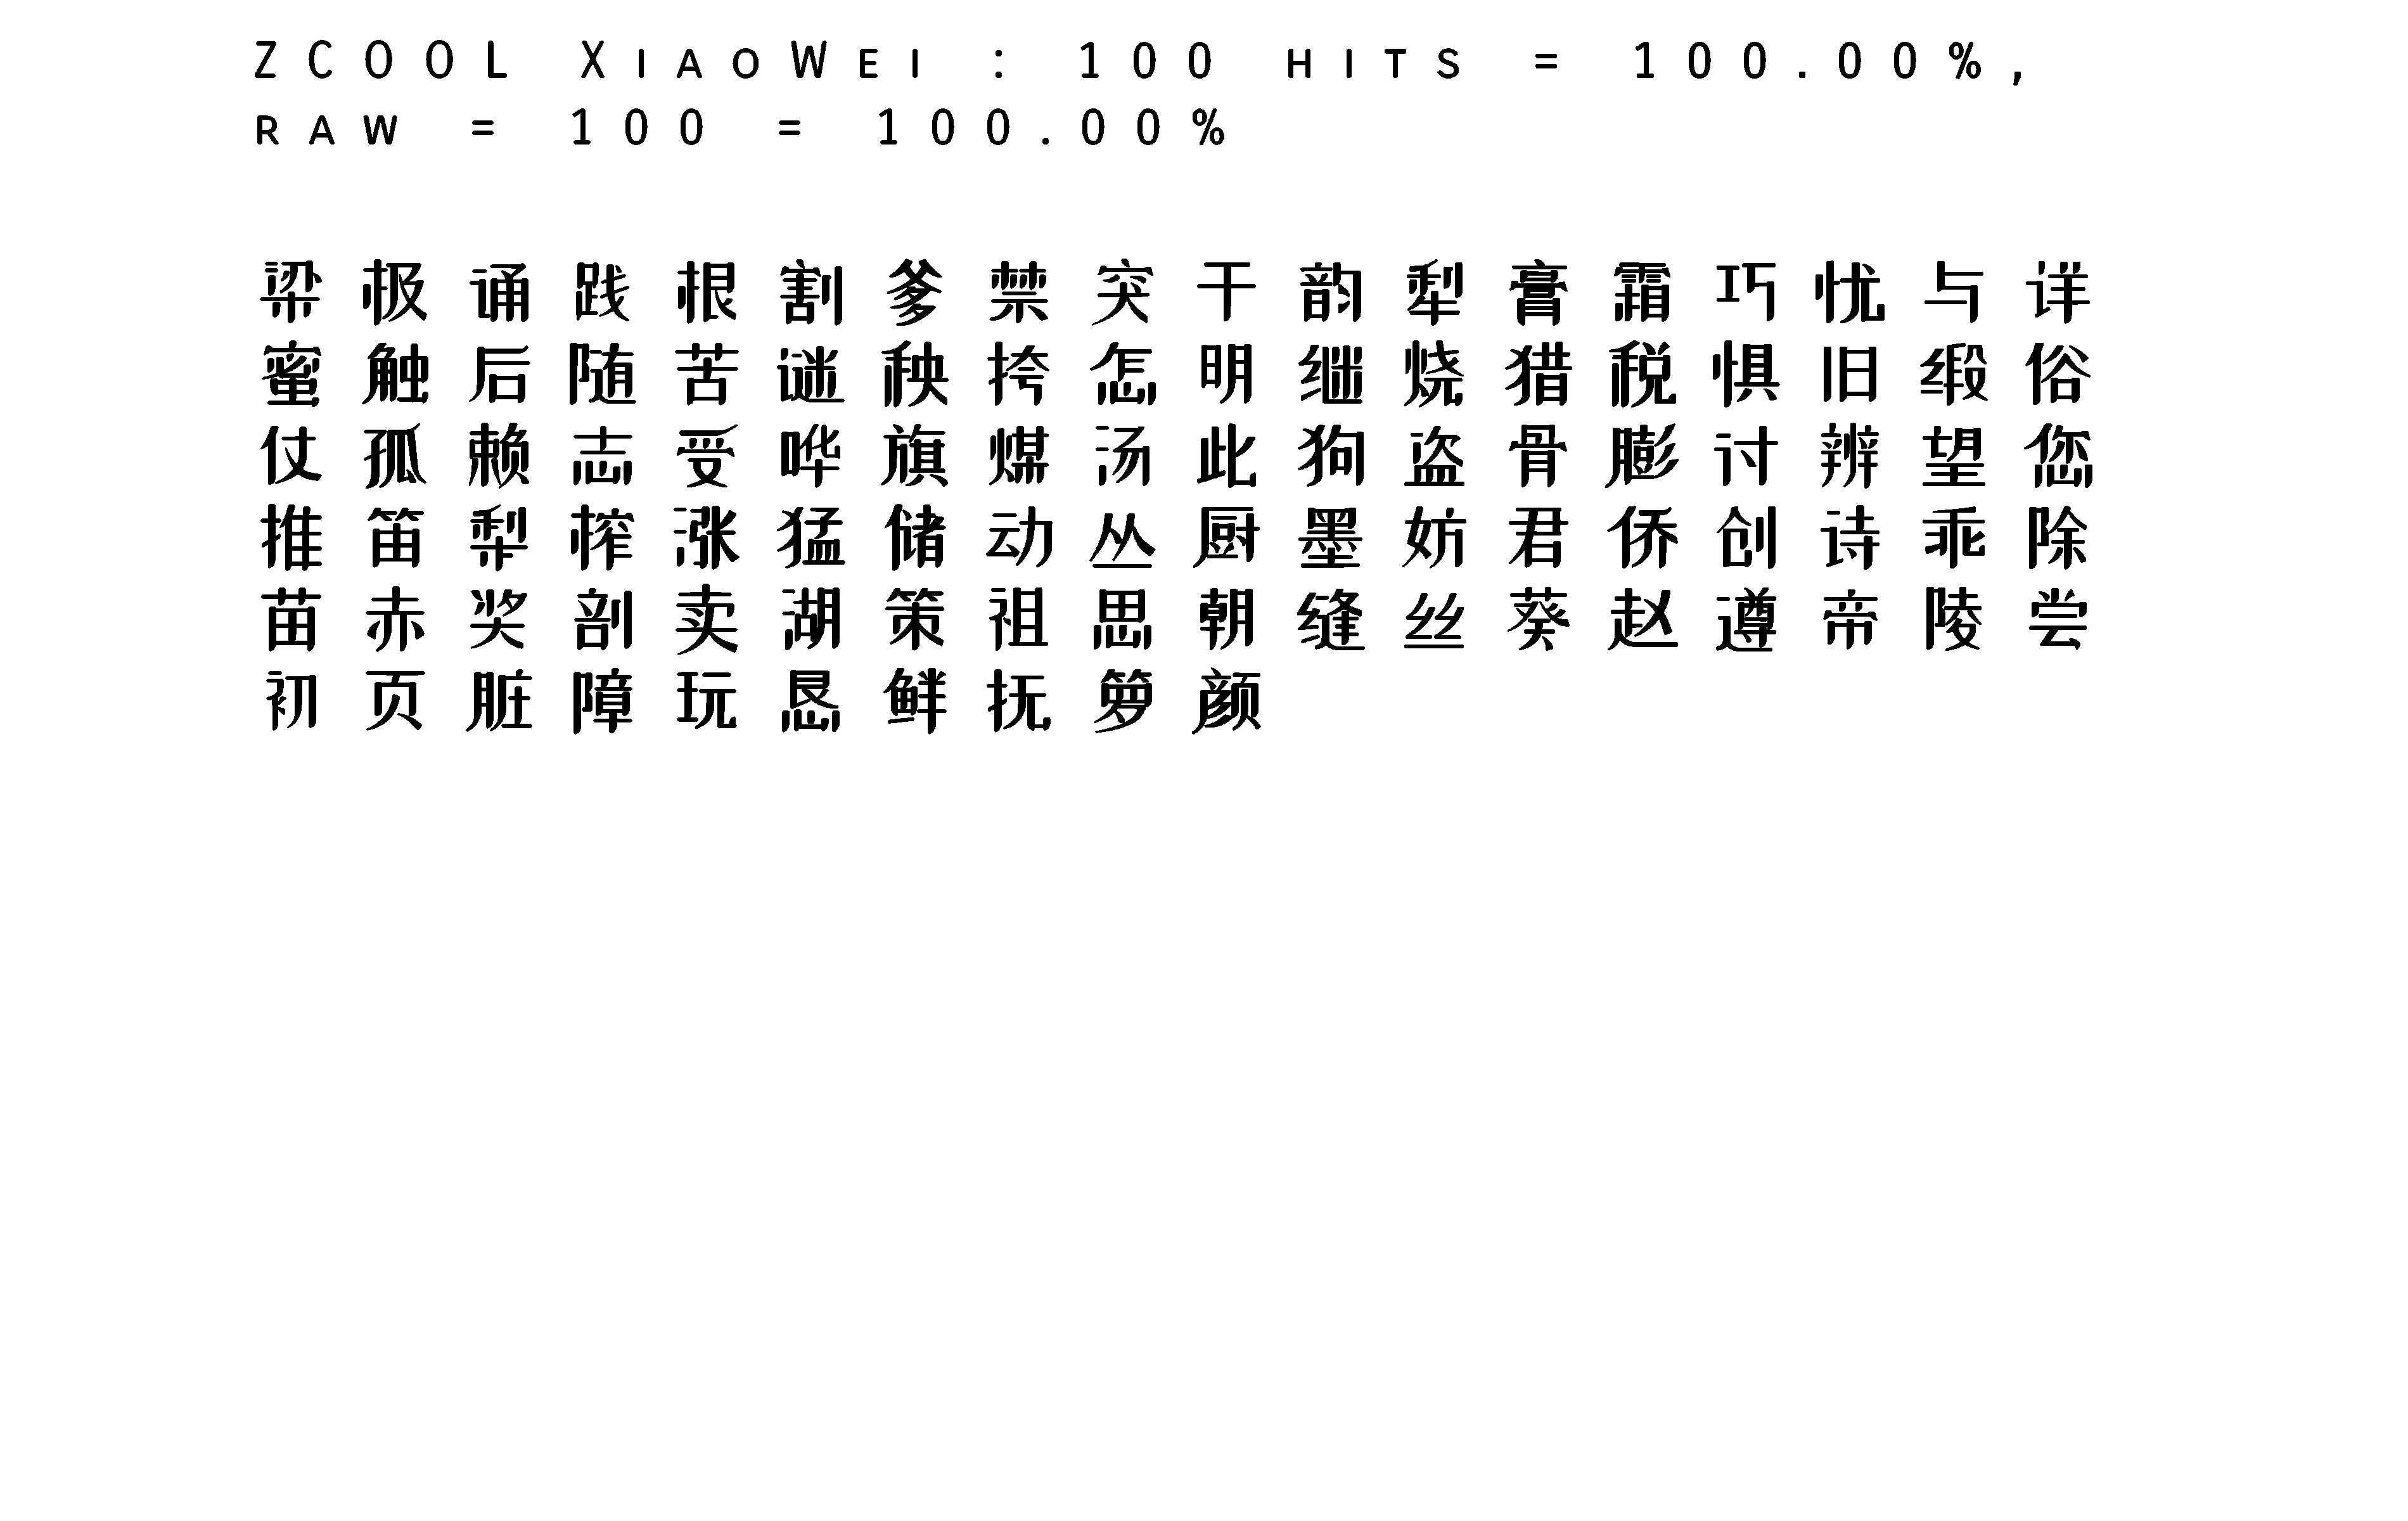 ZCOOL XiaoWei : 100 hits = 100.00%,
raw = 100 = 100.00%
梁极诵践恨割爹禁突干韵犁膏霜巧忧与详
蜜触后随苦谜秧挎怎明继烧猎税惧旧缎俗
仗孤赖志受哗旗煤汤此狗盗骨膨讨辨望您
推笛梨榨涨猛储动丛厨墨妨君侨创诗乖除
苗赤奖剖卖湖策祖思朝缝丝葵赵遵帝陵尝
初页脏障玩恳鲜抚箩颜